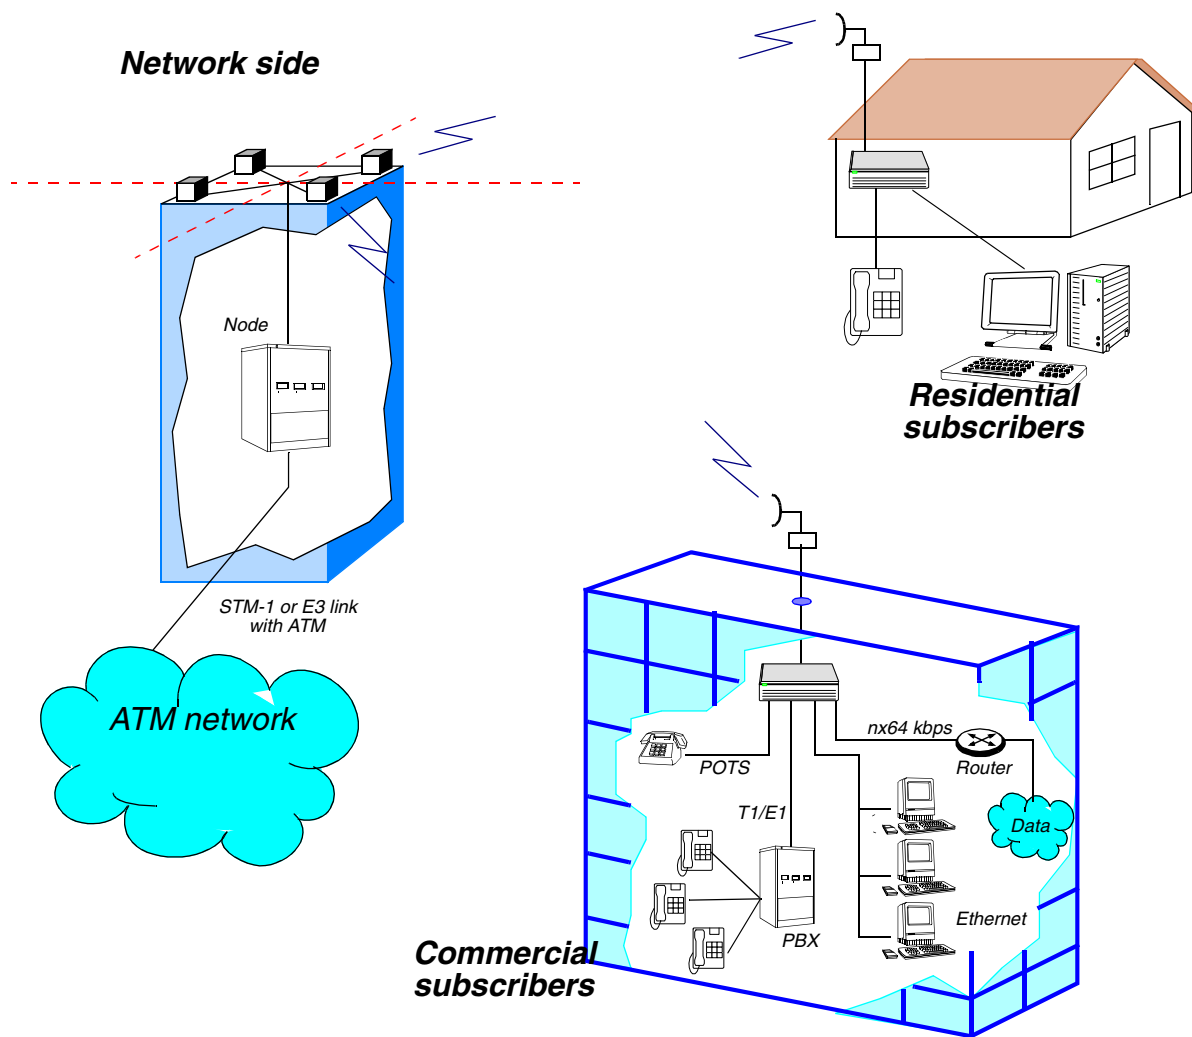 Network side
Node
STM-1 or E3 link
with ATM
ATM network
Residential
subscribers
nx64 kbps
POTS
Router
T1/E1
Data
Ethernet
PBX
Commercial
subscribers